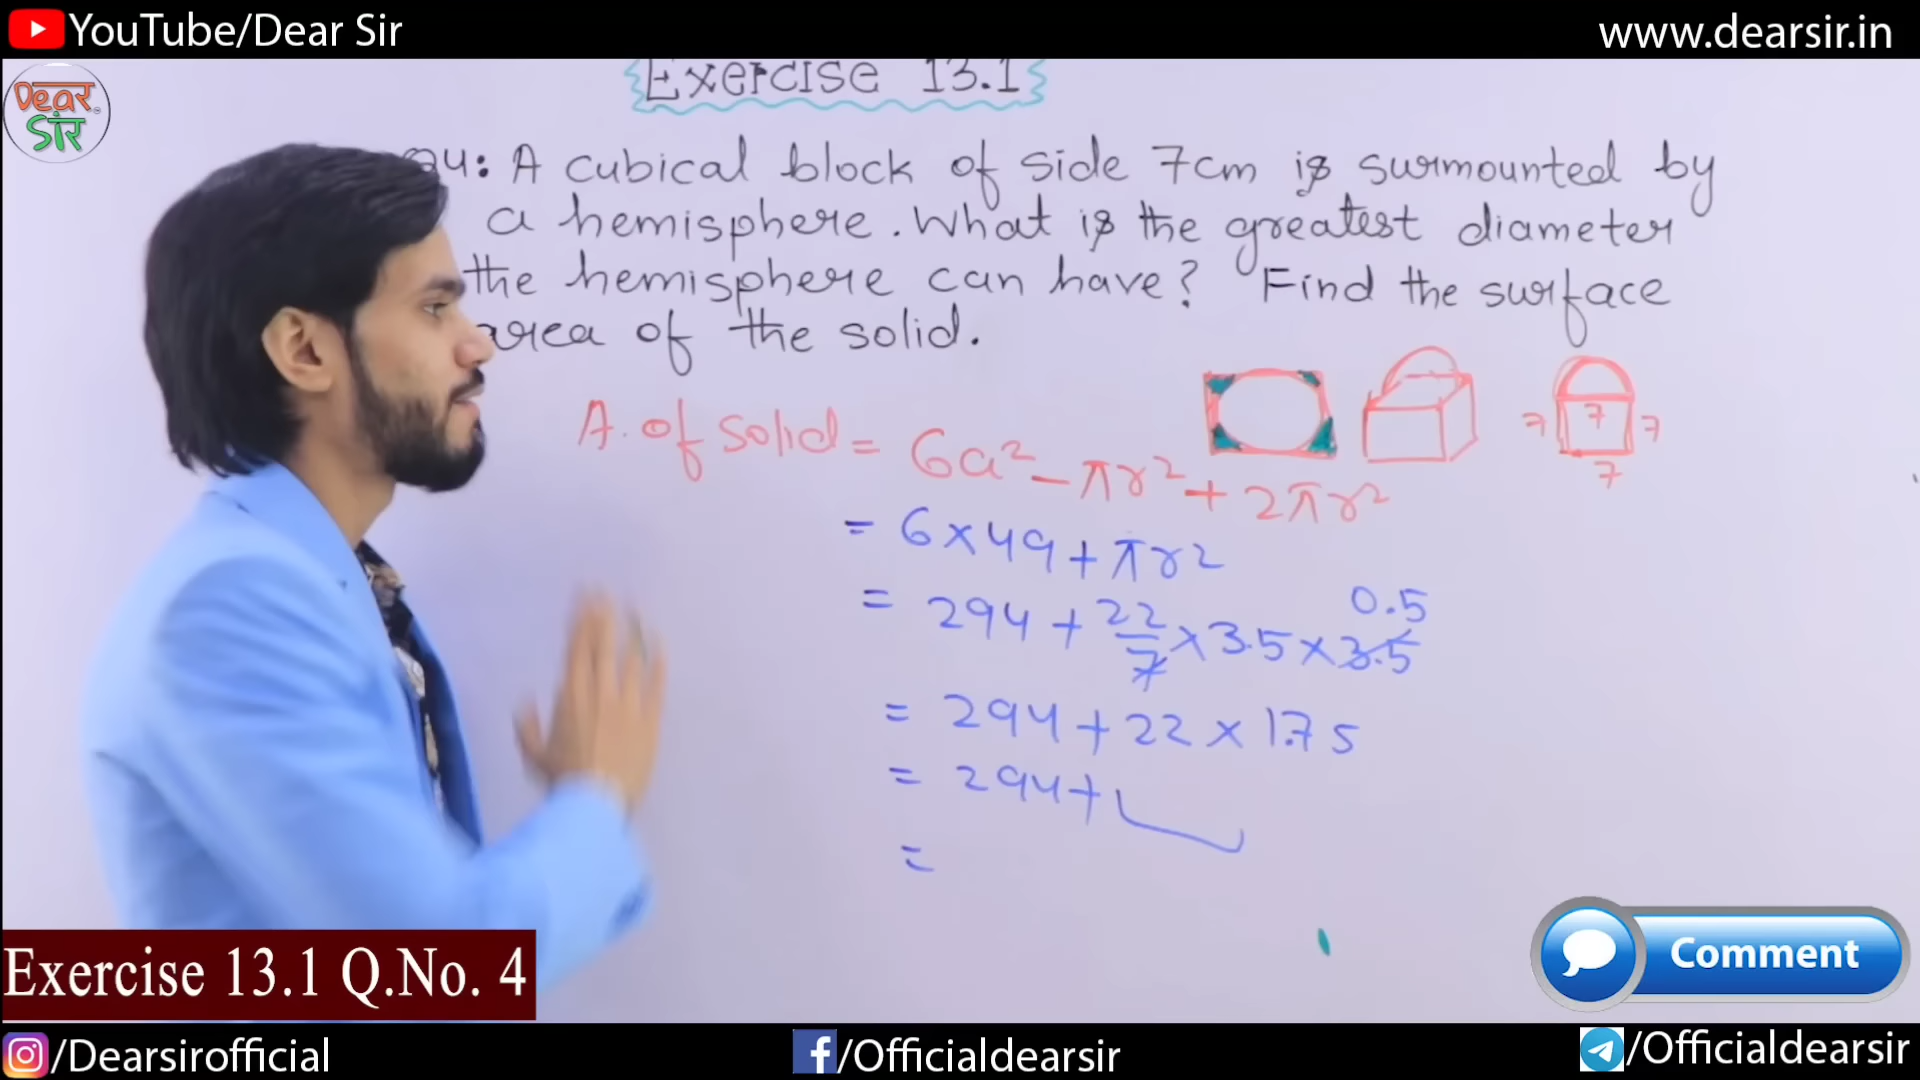 YouTube/Dear Sir
www.dearsir.in
Dear
सर
Exercise 13.1
Q4: A cubical block of side 7cm is surmounted by
a hemisphere. What is the greatest diameter
the hemisphere can have? Find the surface
area of the solid.
A. of solid = 6a² - πr² + 2πr²
7 7 7
7
= 6×49 + πr²
0.5
= 294 + 22/7 × 3.5 × 3.5
= 294 + 22 × 1.75
= 294 +
=
Exercise 13.1 Q.No. 4
Comment
/Dearsirofficial
/Officialdearsir
/Officialdearsir